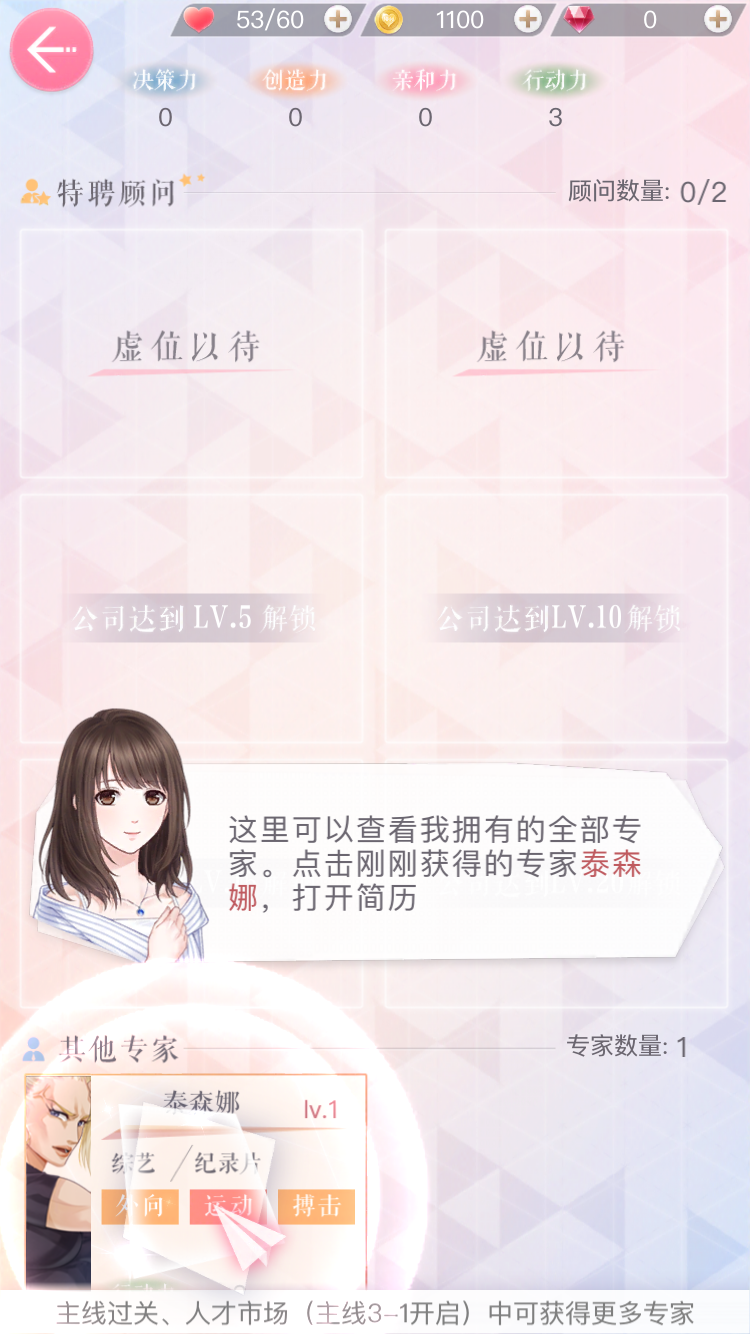 53/60 1100 0
决策力 创造力 亲和力 行动力
0 0 0 3
特聘顾问 顾问数量: 0/2
虚位以待 虚位以待
公司达到 LV.5 解锁 公司达到LV.10解锁
这里可以查看我拥有的全部专
家。点击刚刚获得的专家泰森
娜，打开简历
公司达到LV.20解
其他专家 专家数量: 1
泰森娜 lv.1
综艺 / 纪录片
外向 运动 搏击
行动力
主线过关、人才市场（主线3-1开启）中可获得更多专家